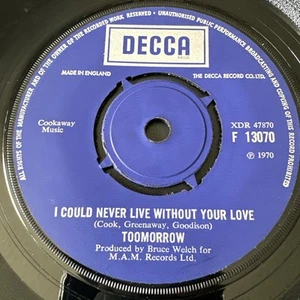 ALL RIGHTS OF THE MANUFACTURER AND OF THE OWNER OF THE RECORDED WORK RESERVED · UNAUTHORISED PUBLIC PERFORMANCE, BROADCASTING AND COPYING OF THIS RECORD PROHIBITED
DECCA
MADE IN ENGLAND
THE DECCA RECORD CO. LTD.
Cookaway
Music
XDR 47870
F 13070
℗ 1970
I COULD NEVER LIVE WITHOUT YOUR LOVE
(Cook, Greenaway, Goodison)
TOOMORROW
Produced by Bruce Welch for
M.A.M. Records Ltd.